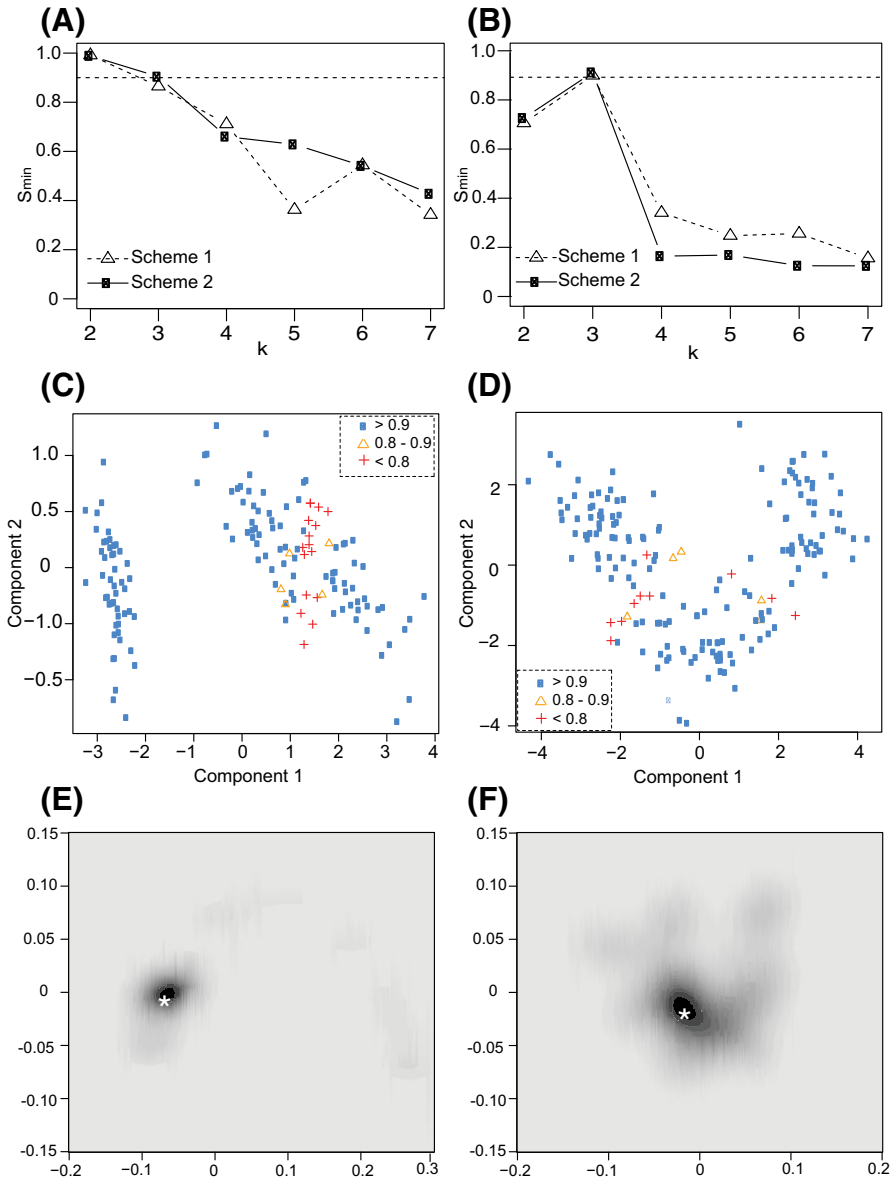 (A)
1.0
0.8
0.6
0.4
0.2
0
Smin
Scheme 1
Scheme 2
2 3 4 5 6 7
k
(B)
1.0
0.8
0.6
0.4
0.2
0
Smin
Scheme 1
Scheme 2
2 3 4 5 6 7
k
(C)
> 0.9
0.8 - 0.9
< 0.8
1.0
0.5
0
−1.0
−0.5
Component 2
−3 −2 −1 0 1 2 3 4
Component 1
(D)
2
0
−2
−4
Component 2
> 0.9
0.8 - 0.9
< 0.8
−4 −2 0 2 4
Component 1
(E)
0.15
0.10
0.05
0
-0.05
-0.10
-0.15
*
−0.2 -0.1 0 0.1 0.2 0.3
(F)
0.15
0.10
0.05
0
-0.05
-0.10
-0.15
*
−0.2 -0.1 0 0.1 0.2